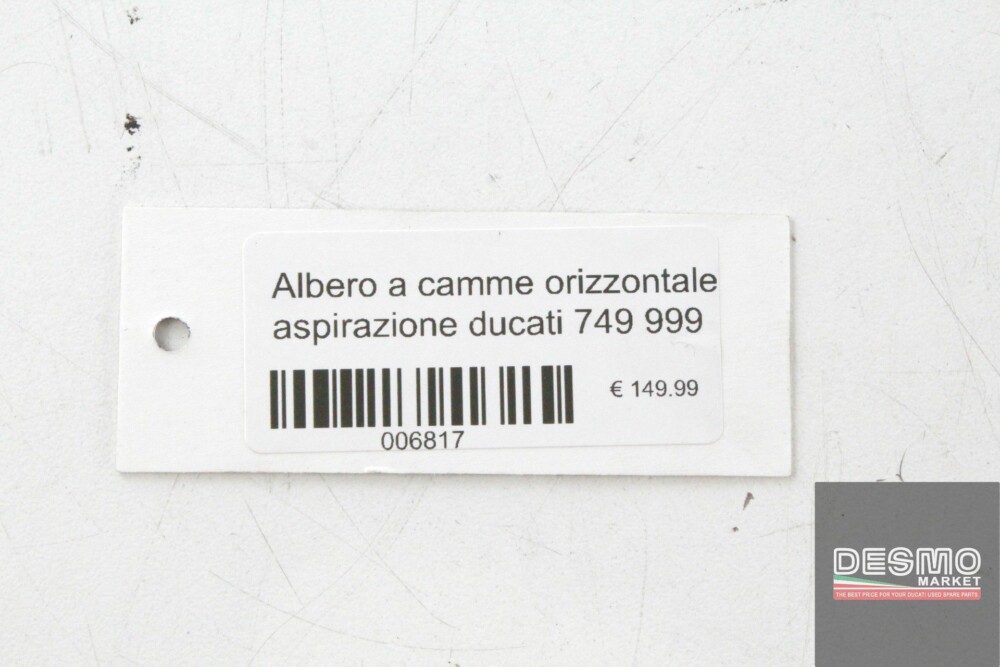 Albero a camme orizzontale
aspirazione ducati 749 999
€ 149.99
006817
DESMO
MARKET
THE BEST PRICE FOR YOUR DUCATI USED SPARE PARTS